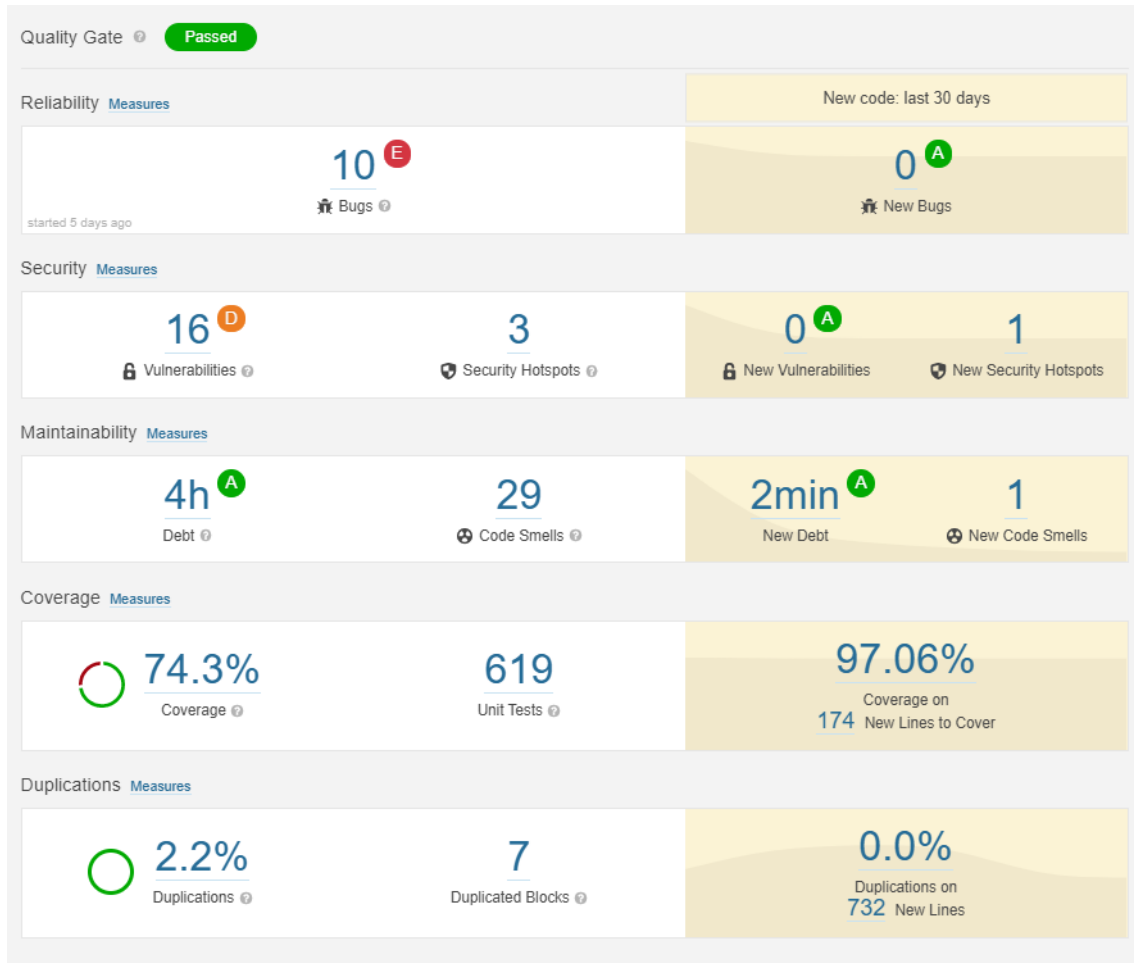 Quality Gate ? Passed
Reliability Measures
New code: last 30 days
10 E
Bugs ?
started 5 days ago
0 A
New Bugs
Security Measures
16 D
Vulnerabilities ?
3
Security Hotspots ?
0 A
New Vulnerabilities
1
New Security Hotspots
Maintainability Measures
4h A
Debt ?
29
Code Smells ?
2min A
New Debt
1
New Code Smells
Coverage Measures
74.3%
Coverage ?
619
Unit Tests ?
97.06%
Coverage on
174 New Lines to Cover
Duplications Measures
2.2%
Duplications ?
7
Duplicated Blocks ?
0.0%
Duplications on
732 New Lines